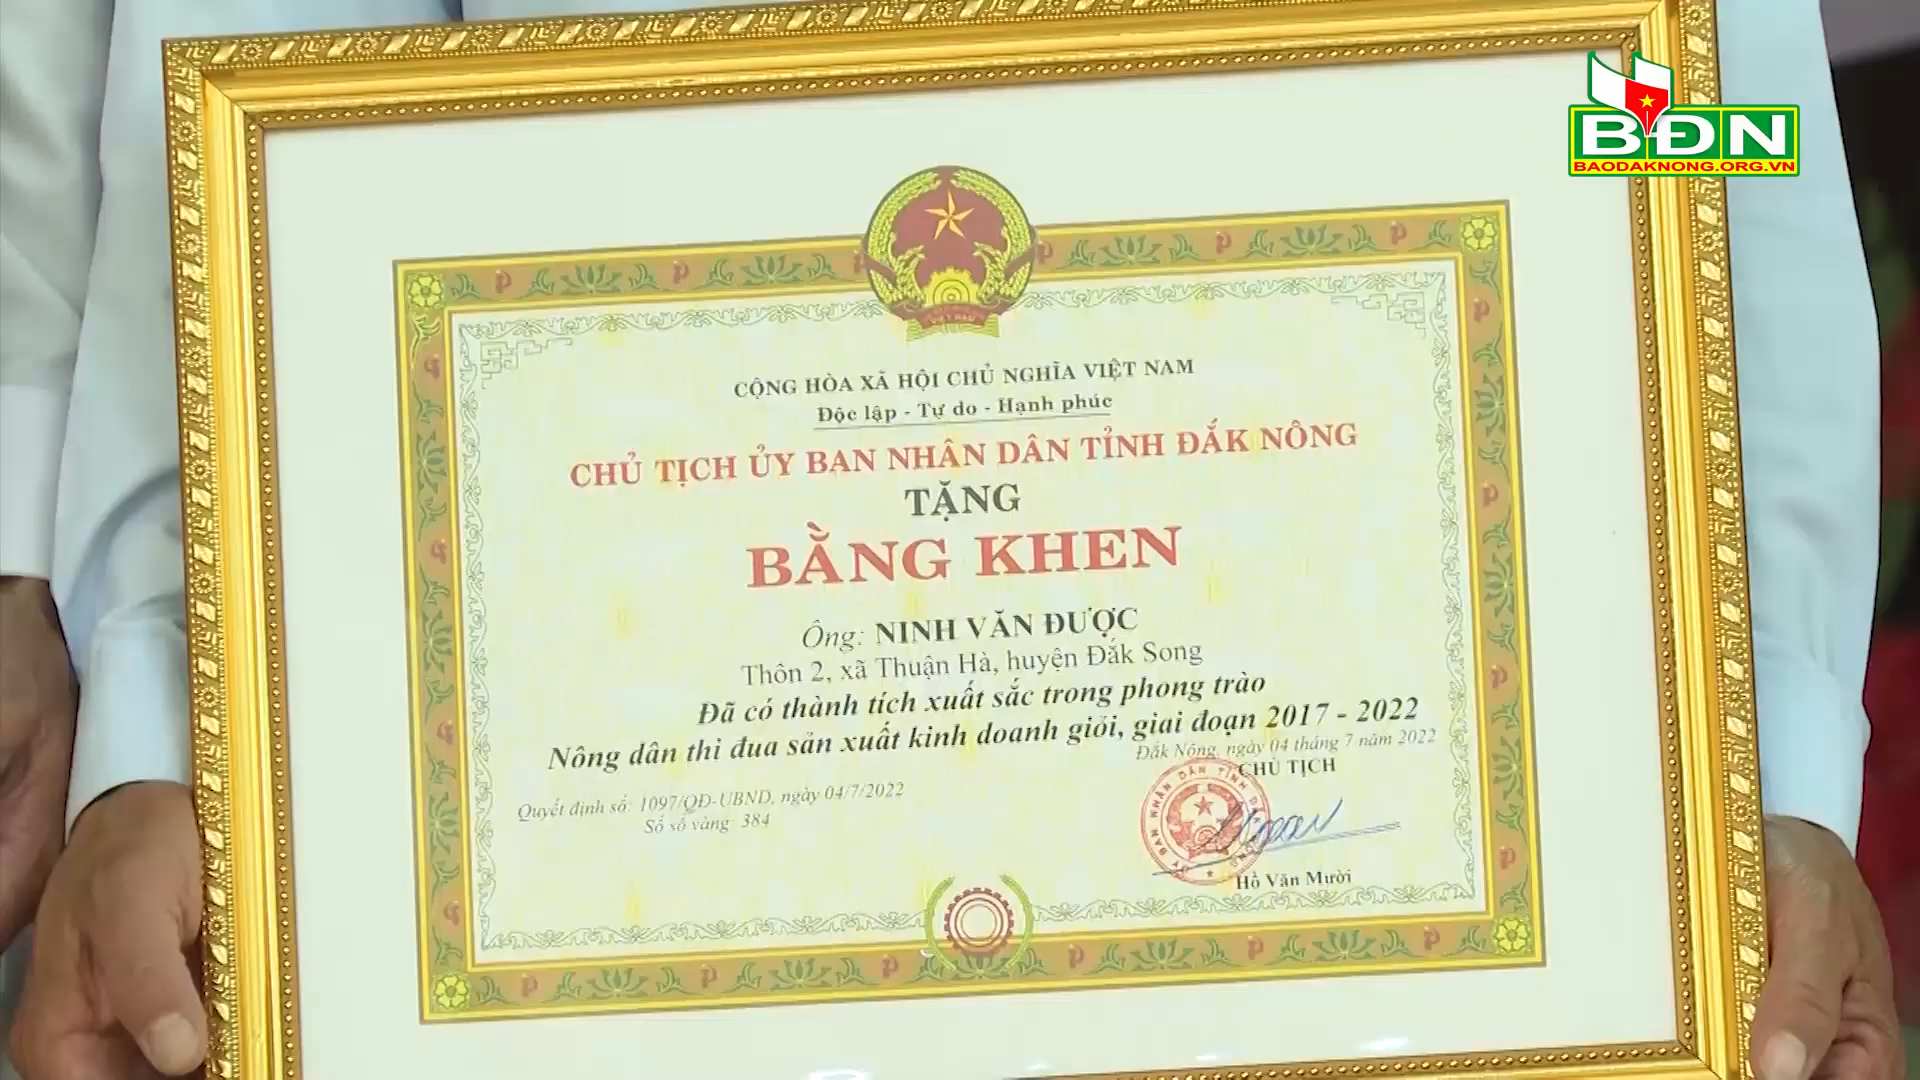 BĐN
BAODAKNONG.ORG.VN
VIỆT NAM
CỘNG HÒA XÃ HỘI CHỦ NGHĨA VIỆT NAM
Độc lập - Tự do - Hạnh phúc
CHỦ TỊCH ỦY BAN NHÂN DÂN TỈNH ĐẮK NÔNG
TẶNG
BẰNG KHEN
Ông: NINH VĂN ĐƯỢC
Thôn 2, xã Thuận Hà, huyện Đắk Song
Đã có thành tích xuất sắc trong phong trào
Nông dân thi đua sản xuất kinh doanh giỏi, giai đoạn 2017 - 2022
Đắk Nông, ngày 04 tháng 7 năm 2022
CHỦ TỊCH
Quyết định số: 1097/QĐ-UBND, ngày 04/7/2022
Số sổ vàng: 384
Hồ Văn Mười